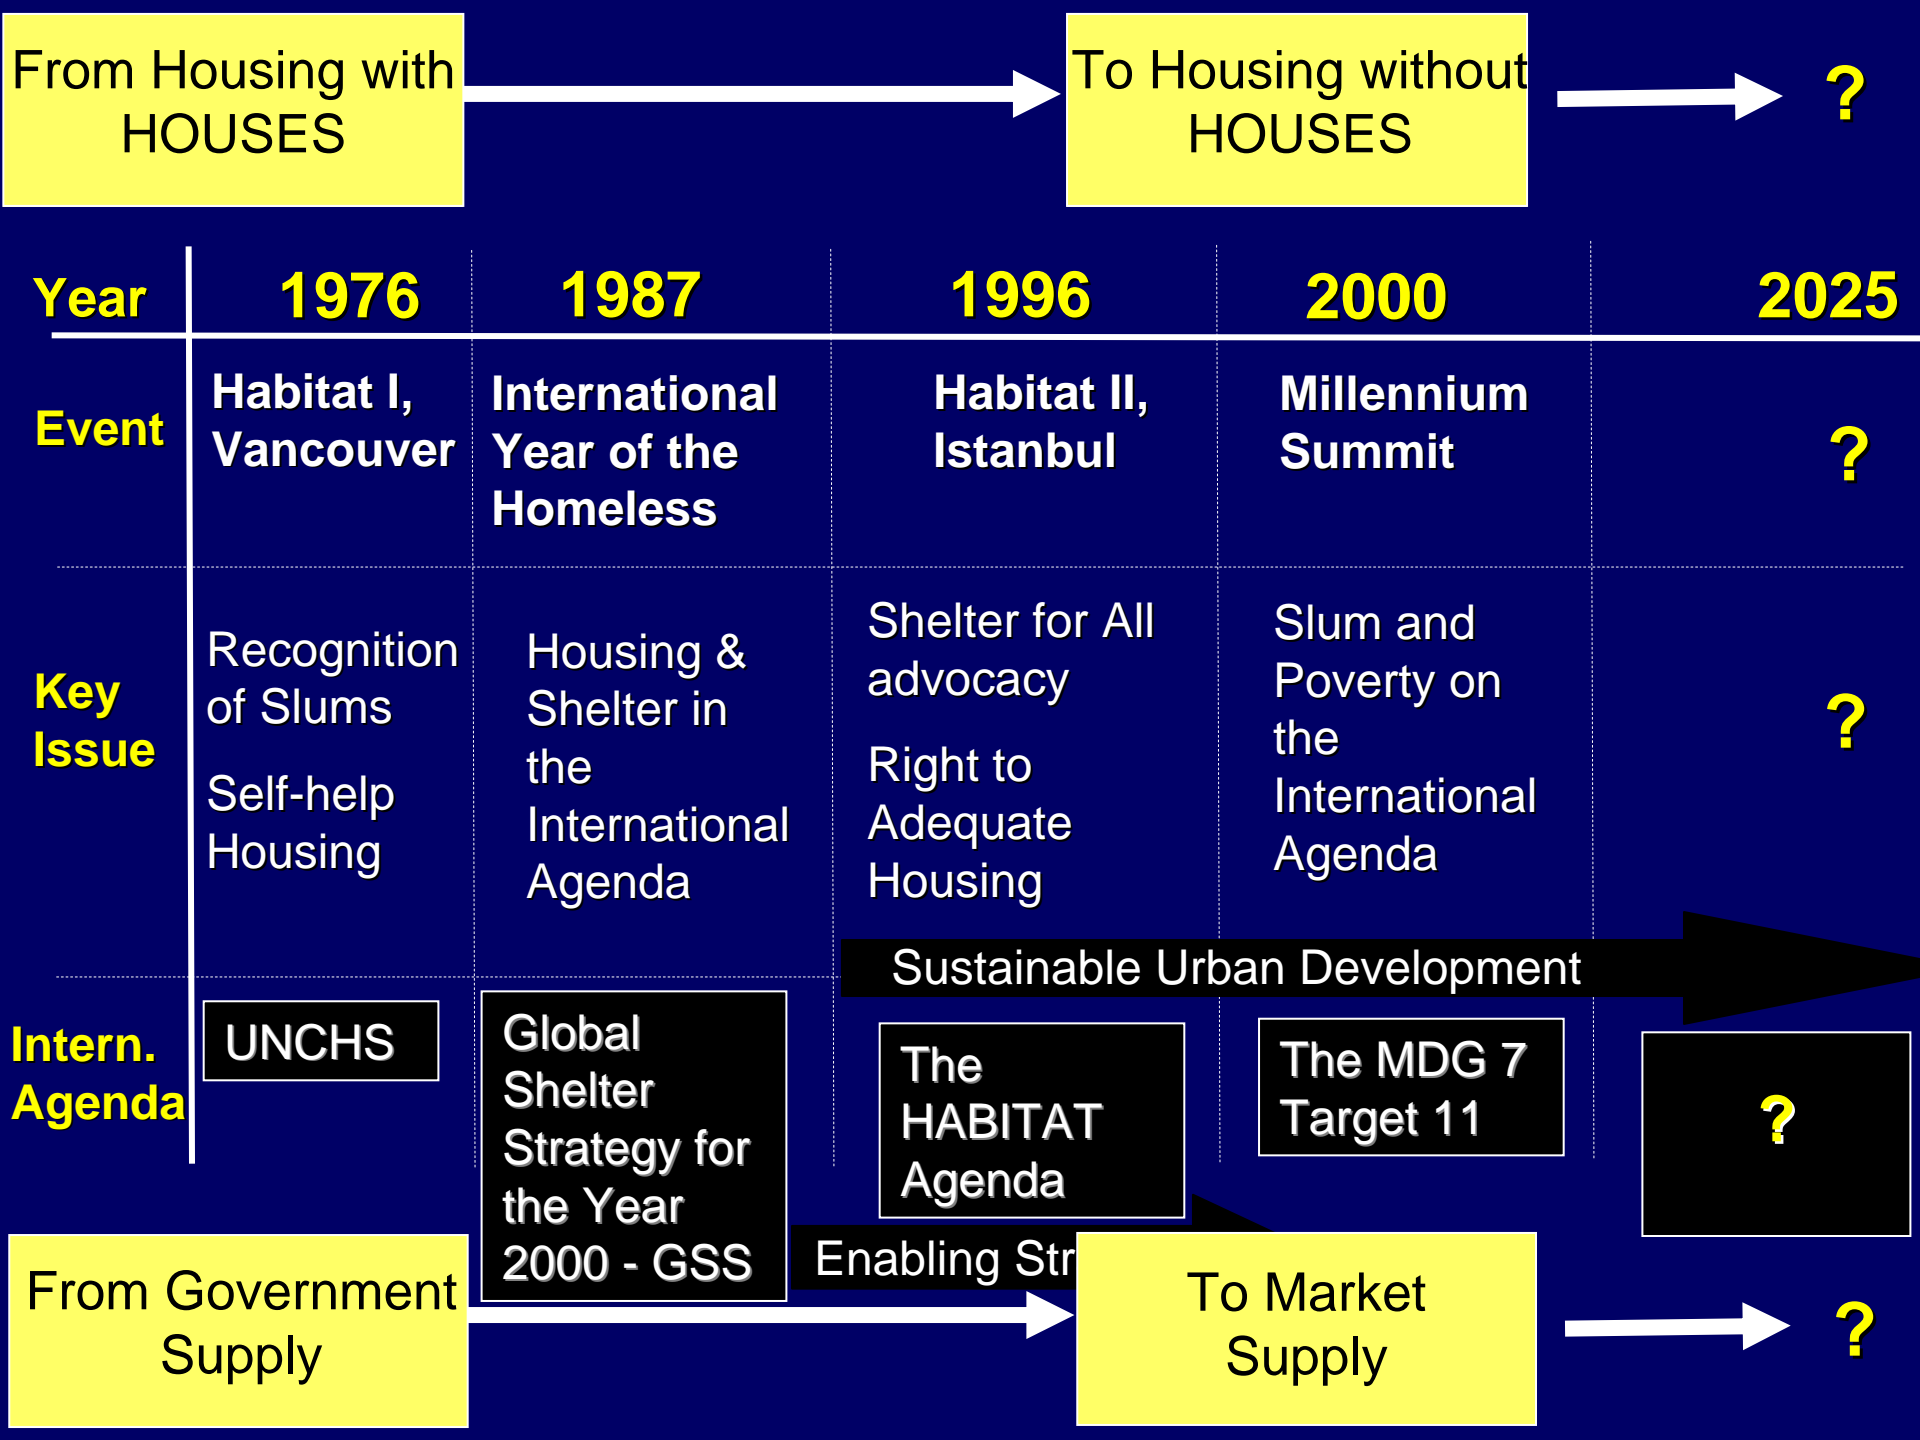 From Housing with
HOUSES
To Housing without
HOUSES
?
Year
1976
1987
1996
2000
2025
Event
Habitat I,
Vancouver
International
Year of the
Homeless
Habitat II,
Istanbul
Millennium
Summit
?
Key
Issue
Recognition
of Slums
Self-help
Housing
Housing &
Shelter in
the
International
Agenda
Shelter for All
advocacy
Right to
Adequate
Housing
Slum and
Poverty on
the
International
Agenda
?
Sustainable Urban Development
Intern.
Agenda
UNCHS
Global
Shelter
Strategy for
the Year
2000 - GSS
The
HABITAT
Agenda
The MDG 7
Target 11
?
Enabling Str
From Government
Supply
To Market
Supply
?